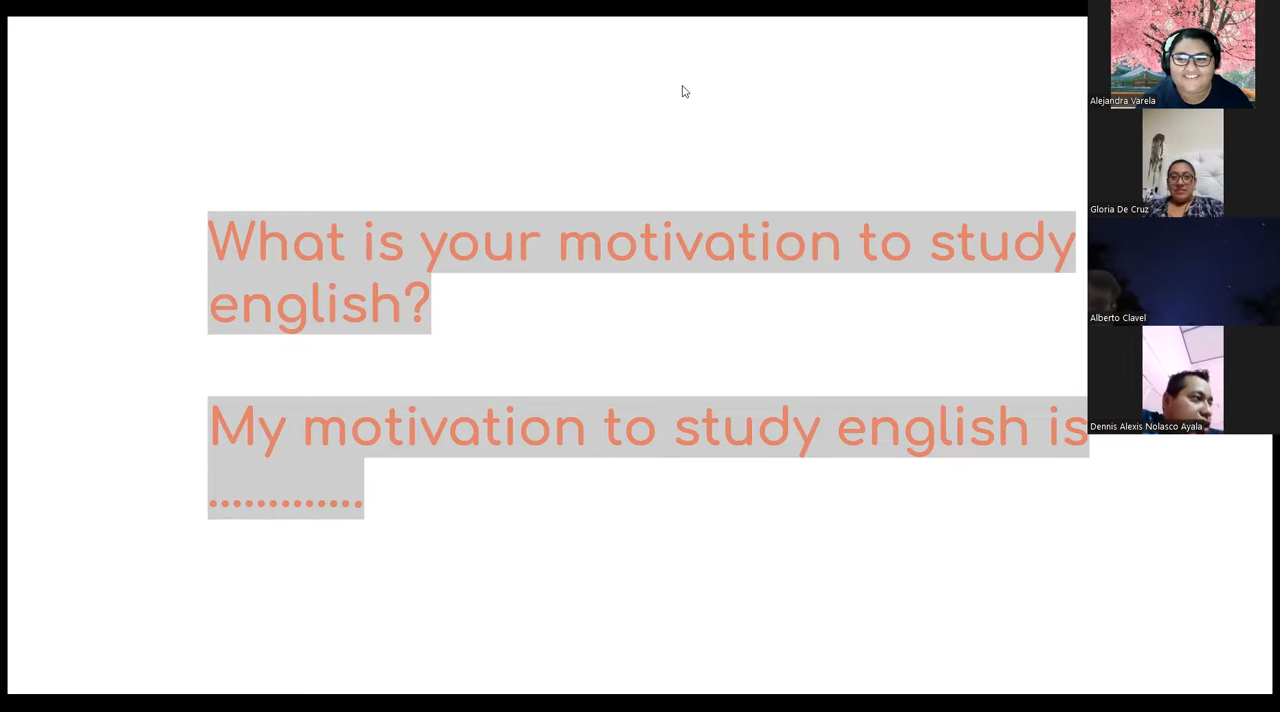 What is your motivation to study
english?
My motivation to study english is
.............
Alejandra Varela
Gloria De Cruz
Alberto Clavel
Dennis Alexis Nolasco Ayala